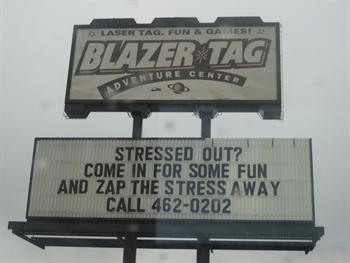 LASER TAG, FUN & GAMES!
BLAZER TAG
ADVENTURE CENTER
STRESSED OUT?
COME IN FOR SOME FUN
AND ZAP THE STRESS AWAY
CALL 462-0202